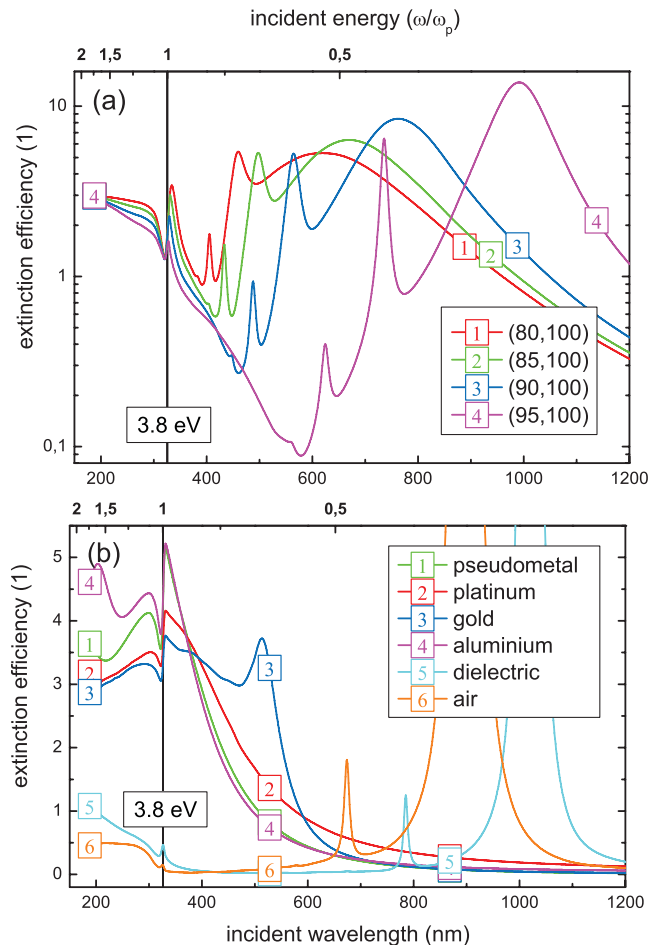 incident energy (ω/ωp)
2 1,5 1 0,5
(a)
10
1
0,1
extinction efficiency (1)
4
4
3
2
1
1 (80,100)
2 (85,100)
3 (90,100)
4 (95,100)
3.8 eV
200 400 600 800 1000 1200
2 1,5 1 0,5
(b)
5
4
3
2
1
0
extinction efficiency (1)
4
1
2
3
5
6
3
2
4
6
5
1 pseudometal
2 platinum
3 gold
4 aluminium
5 dielectric
6 air
3.8 eV
200 400 600 800 1000 1200
incident wavelength (nm)